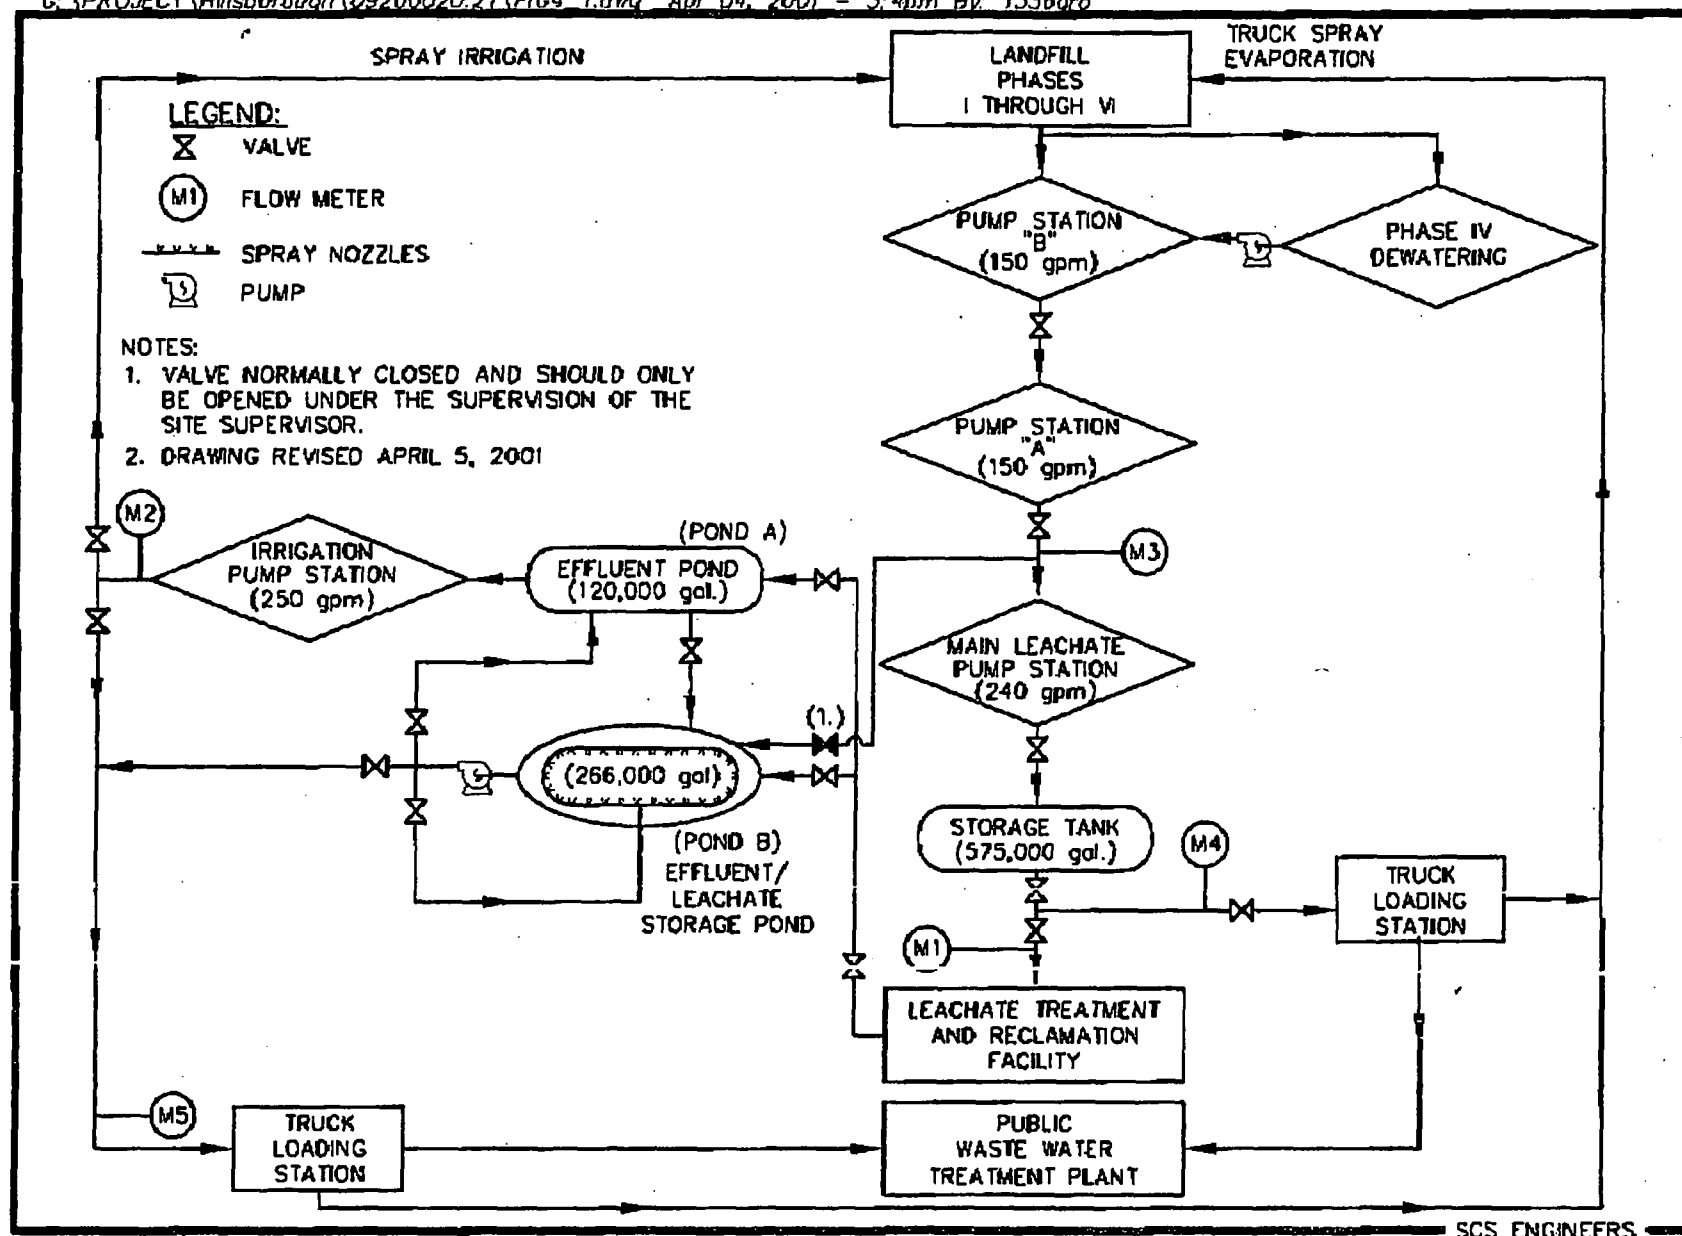 SPRAY IRRIGATION
LANDFILL
PHASES
I THROUGH VI
TRUCK SPRAY
EVAPORATION
LEGEND:
VALVE
M1 FLOW METER
SPRAY NOZZLES
PUMP
NOTES:
1. VALVE NORMALLY CLOSED AND SHOULD ONLY
BE OPENED UNDER THE SUPERVISION OF THE
SITE SUPERVISOR.
2. DRAWING REVISED APRIL 5, 2001
PUMP STATION
"B"
(150 gpm)
PHASE IV
DEWATERING
PUMP STATION
"A"
(150 gpm)
M2
IRRIGATION
PUMP STATION
(250 gpm)
(POND A)
EFFLUENT POND
(120,000 gal.)
M3
MAIN LEACHATE
PUMP STATION
(240 gpm)
(1.)
(266,000 gal)
(POND B)
EFFLUENT/
LEACHATE
STORAGE POND
STORAGE TANK
(575,000 gal.)
M4
TRUCK
LOADING
STATION
M1
LEACHATE TREATMENT
AND RECLAMATION
FACILITY
M5
TRUCK
LOADING
STATION
PUBLIC
WASTE WATER
TREATMENT PLANT
SCS ENGINEERS